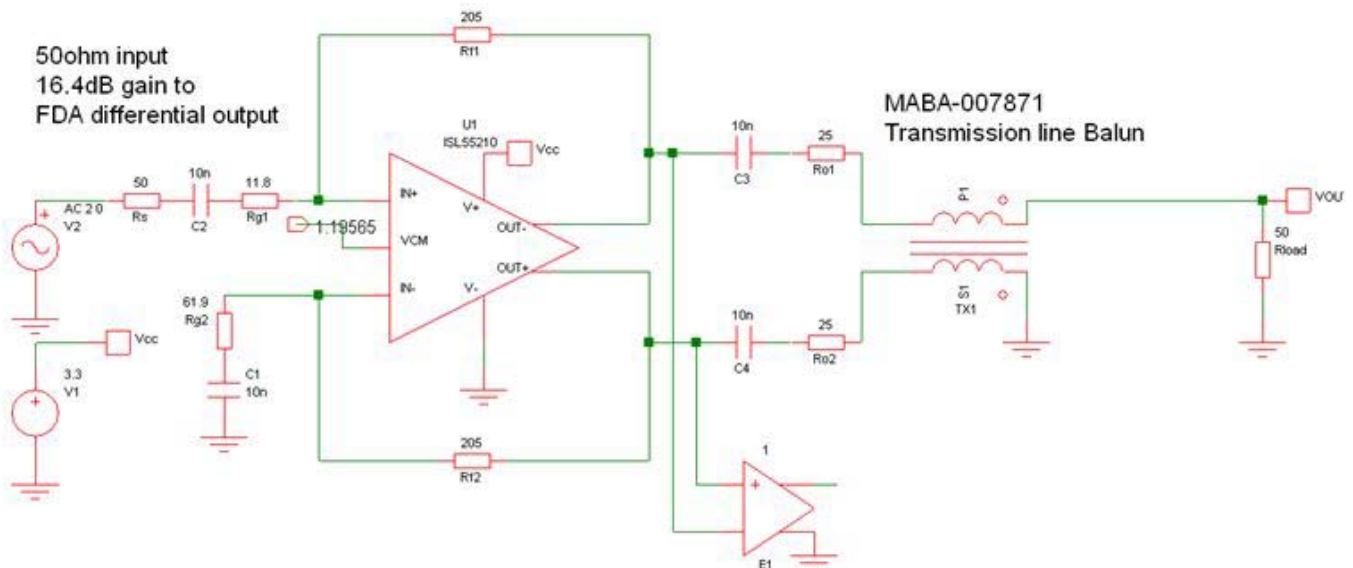 50ohm input
16.4dB gain to
FDA differential output
205
Rf1
MABA-007871
Transmission line Balun
U1
ISL55210
Vcc
10n
C3
25
Ro1
P1
VOU
50
Rload
AC 2 0
V2
50
Rs
10n
C2
11.8
Rg1
1.19565
IN+
VCM
IN-
V+
V-
OUT-
OUT+
S1
TX1
61.9
Rg2
C1
10n
Vcc
3.3
V1
10n
C4
25
Ro2
205
Rf2
1
E1